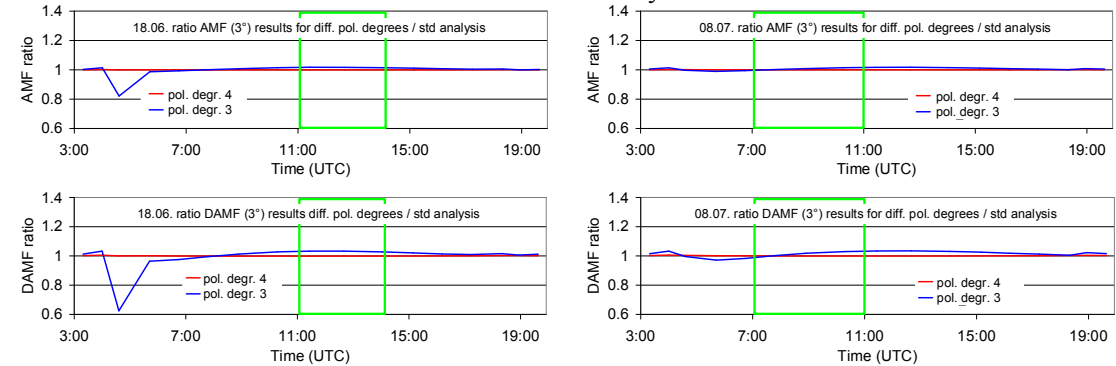 18.06. ratio AMF (3°) results for diff. pol. degrees / std analysis
AMF ratio
1.4
1.2
1
0.8
0.6
pol. degr. 4
pol. degr. 3
3:00 7:00 11:00 15:00 19:00
Time (UTC)
08.07. ratio AMF (3°) results for diff. pol. degrees / std analysis
AMF ratio
1.4
1.2
1
0.8
0.6
pol. degr. 4
pol. degr. 3
3:00 7:00 11:00 15:00 19:00
Time (UTC)
18.06. ratio DAMF (3°) results diff. pol. degrees / std analysis
DAMF ratio
1.4
1.2
1
0.8
0.6
pol. degr. 4
pol. degr. 3
3:00 7:00 11:00 15:00 19:00
Time (UTC)
08.07. ratio DAMF (3°) results for diff. pol. degrees / std analysis
DAMF ratio
1.4
1.2
1
0.8
0.6
pol. degr. 4
pol. degr. 3
3:00 7:00 11:00 15:00 19:00
Time (UTC)